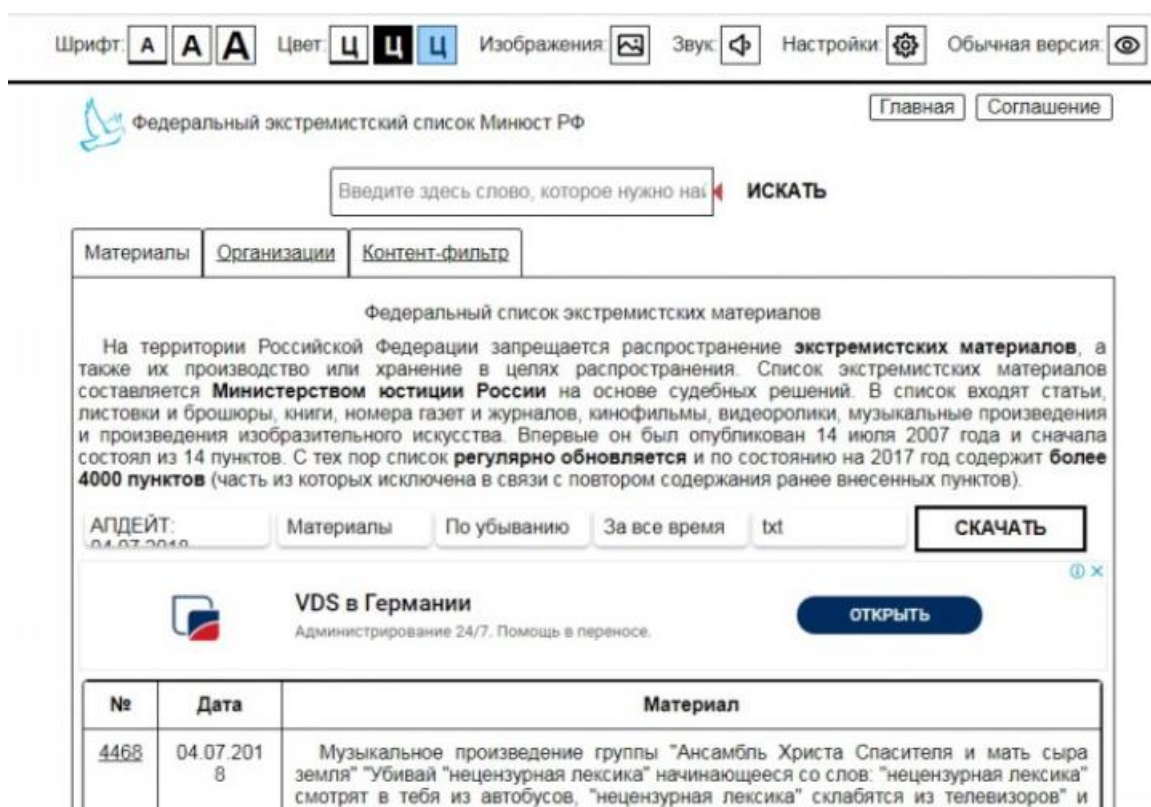 Шрифт: А А А Цвет: Ц Ц Ц Изображения: Звук: Настройки: Обычная версия:
Федеральный экстремистский список Минюст РФ
Главная Соглашение
Введите здесь слово, которое нужно най ИСКАТЬ
Материалы Организации Контент-фильтр
Федеральный список экстремистских материалов
На территории Российской Федерации запрещается распространение экстремистских материалов, а
также их производство или хранение в целях распространения. Список экстремистских материалов
составляется Министерством юстиции России на основе судебных решений. В список входят статьи,
листовки и брошюры, книги, номера газет и журналов, кинофильмы, видеоролики, музыкальные произведения
и произведения изобразительного искусства. Впервые он был опубликован 14 июля 2007 года и сначала
состоял из 14 пунктов. С тех пор список регулярно обновляется и по состоянию на 2017 год содержит более
4000 пунктов (часть из которых исключена в связи с повтором содержания ранее внесенных пунктов).
АПДЕЙТ: Материалы По убыванию За все время txt СКАЧАТЬ
04.07.2018
VDS в Германии
Администрирование 24/7. Помощь в переносе.
ОТКРЫТЬ
№ Дата Материал
4468 04.07.201 Музыкальное произведение группы "Ансамбль Христа Спасителя и мать сыра
8 земля" "Убивай "нецензурная лексика" начинающееся со слов: "нецензурная лексика"
смотрят в тебя из автобусов, "нецензурная лексика" склабятся из телевизоров" и